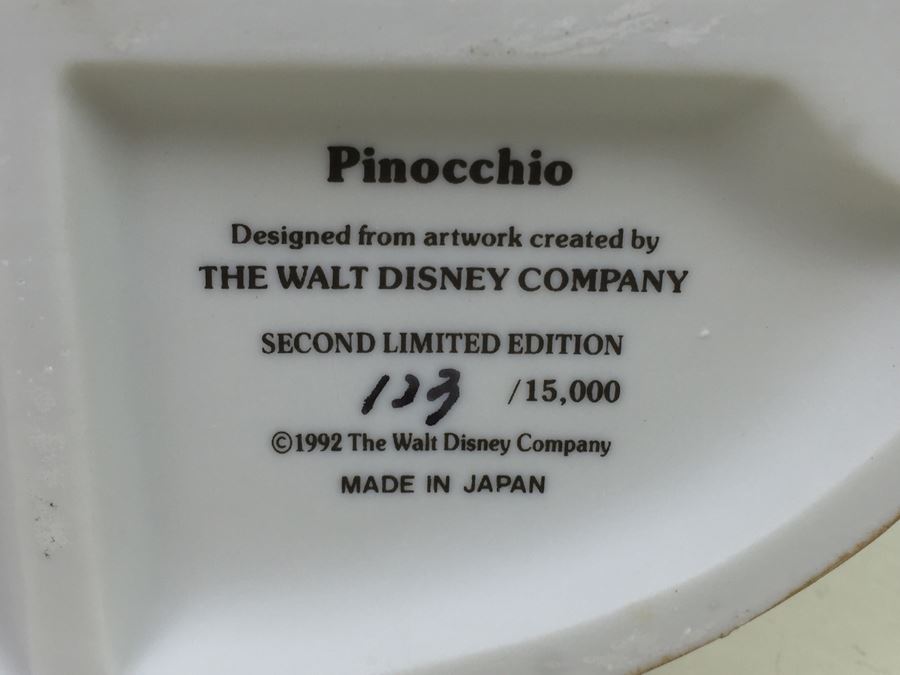 Pinocchio
Designed from artwork created by
THE WALT DISNEY COMPANY
SECOND LIMITED EDITION
123 /15,000
©1992 The Walt Disney Company
MADE IN JAPAN